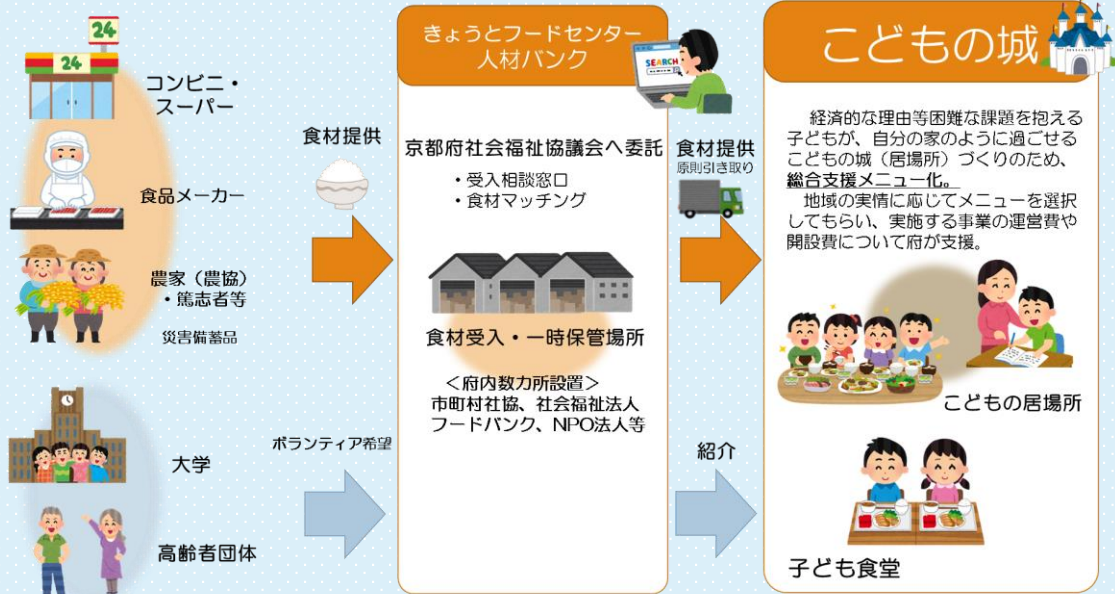 24
24
コンビニ・
スーパー
食品メーカー
農家(農協)
・篤志者等
災害備蓄品
大学
高齢者団体
食材提供
ボランティア希望
きょうとフードセンター
人材バンク
SEARCH
京都府社会福祉協議会へ委託
・受入相談窓口
・食材マッチング
食材受入・一時保管場所
<府内数カ所設置>
市町村社協、社会福祉法人
フードバンク、NPO法人等
食材提供
原則引き取り
紹介
こどもの城
経済的な理由等困難な課題を抱える
子どもが、自分の家のように過ごせる
こどもの城(居場所)づくりのため、
総合支援メニュー化。
地域の実情に応じてメニューを選択
してもらい、実施する事業の運営費や
開設費について府が支援。
こどもの居場所
子ども食堂